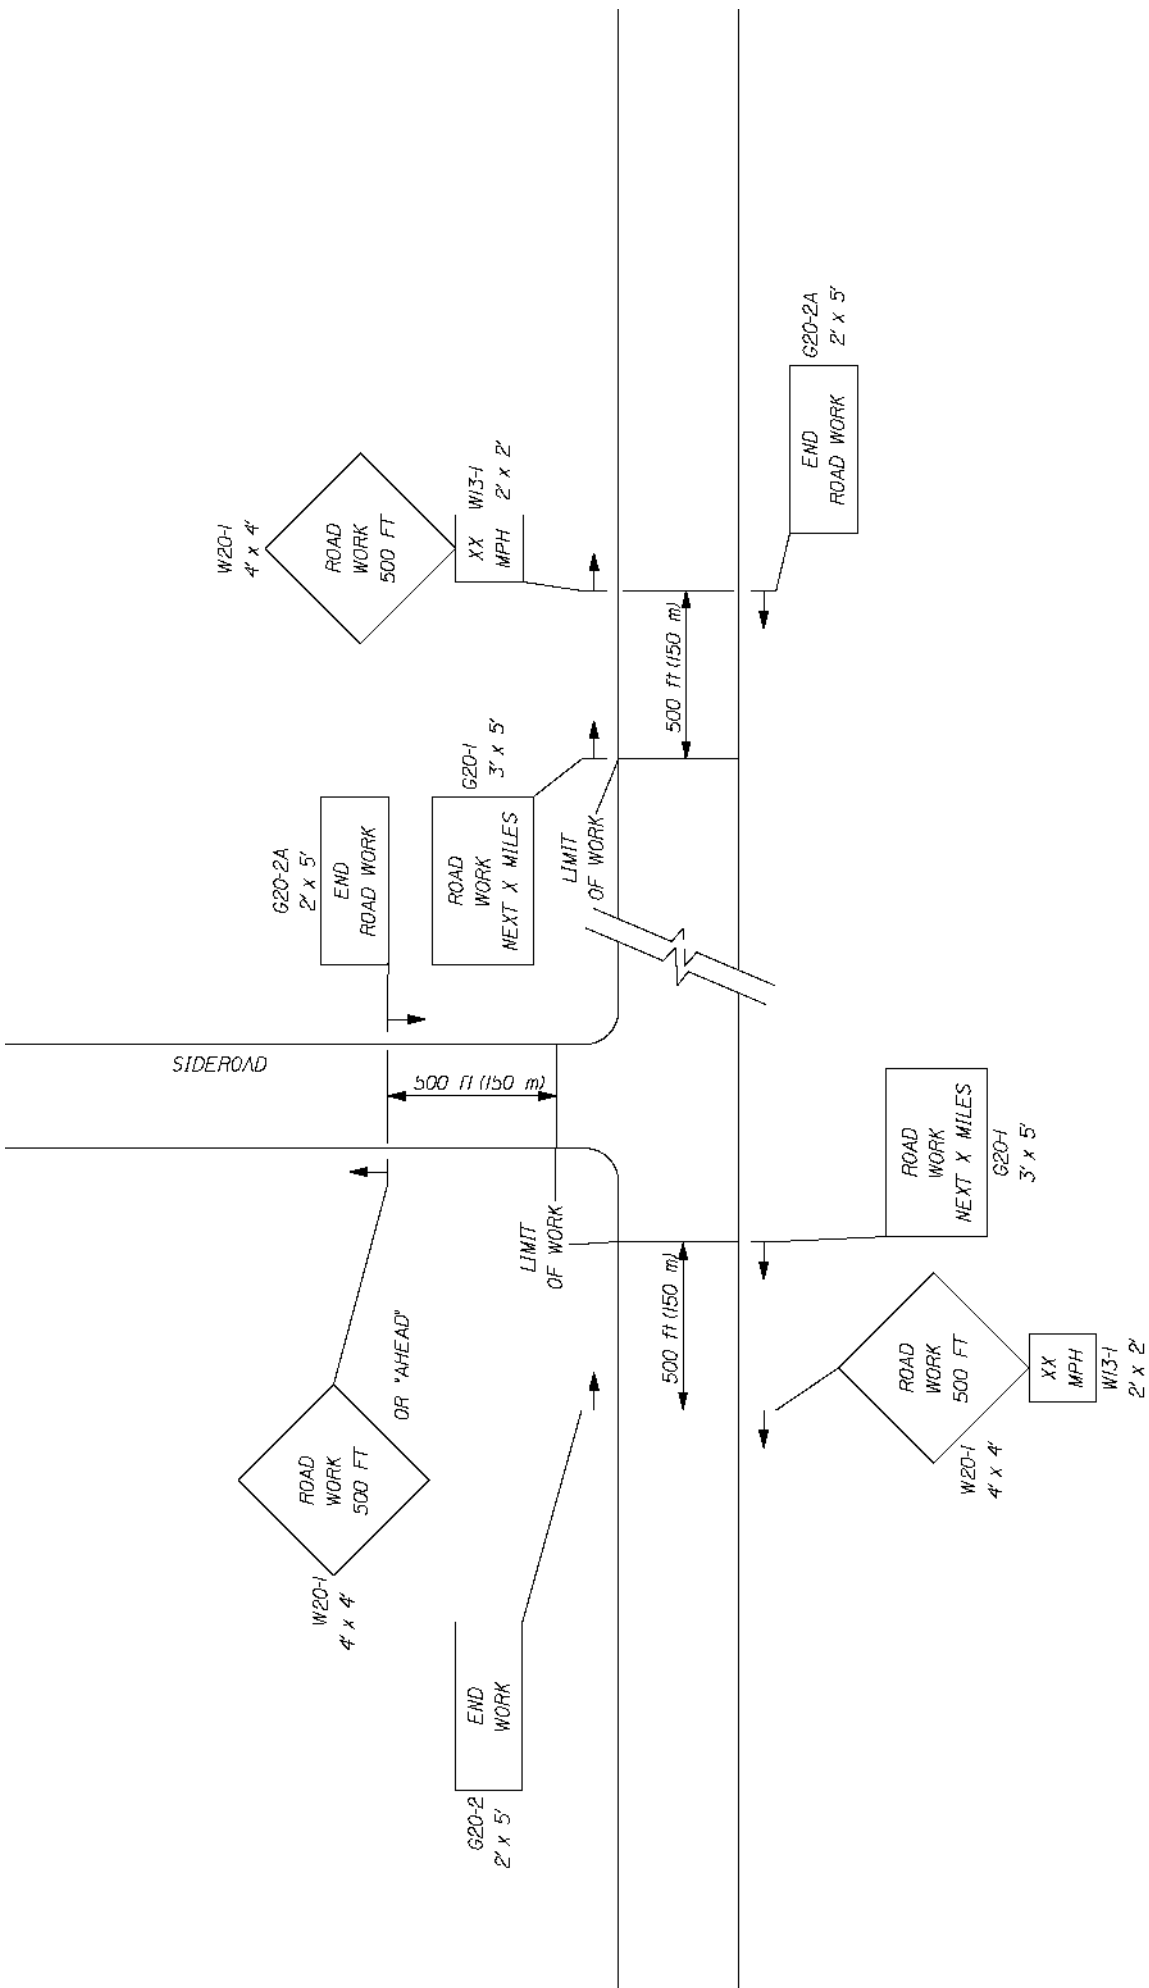 W20-1
4' x 4'
ROAD
WORK
500 FT
XX
MPH
W13-1
2' x 2'
G20-2A
2' x 5'
END
ROAD WORK
500 ft (150 m)
G20-1
3' x 5'
ROAD
WORK
NEXT X MILES
LIMIT
OF WORK
G20-2A
2' x 5'
END
ROAD WORK
SIDEROAD
500 ft (150 m)
LIMIT
OF WORK
ROAD
WORK
NEXT X MILES
G20-1
3' x 5'
500 ft (150 m)
OR "AHEAD"
ROAD
WORK
500 FT
W20-1
4' x 4'
ROAD
WORK
500 FT
W20-1
4' x 4'
XX
MPH
W13-1
2' x 2'
END
WORK
G20-2
2' x 5'